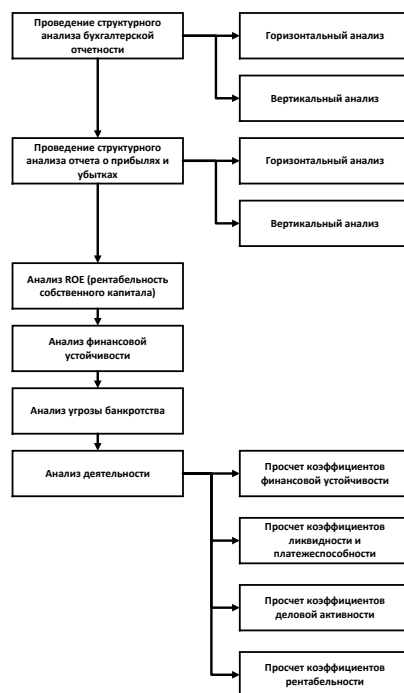 Проведение структурного
анализа бухгалтерской
отчетности
Горизонтальный анализ
Вертикальный анализ
Проведение структурного
анализа отчета о прибылях и
убытках
Горизонтальный анализ
Вертикальный анализ
Анализ ROE (рентабельность
собственного капитала)
Анализ финансовой
устойчивости
Анализ угрозы банкротства
Анализ деятельности
Просчет коэффициентов
финансовой устойчивости
Просчет коэффициентов
ликвидности и
платежеспособности
Просчет коэффициентов
деловой активности
Просчет коэффициентов
рентабельности